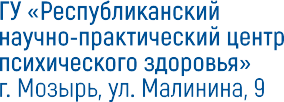 ГУ «Республиканский
научно-практический центр
психического здоровья»
г. Мозырь, ул. Малинина, 9